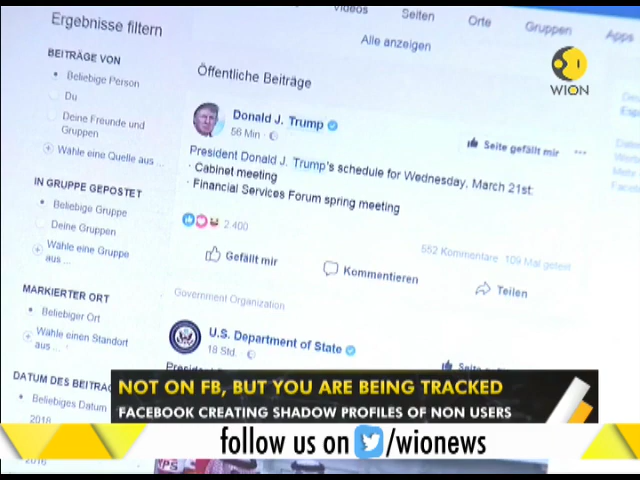 Videos
Seiten
Orte
Gruppen
Apps
Ergebnisse filtern
Alle anzeigen
WION
BEITRÄGE VON
Beliebige Person
Du
Deine Freunde und
Gruppen
Wähle eine Quelle aus ...
Öffentliche Beiträge
Donald J. Trump
56 Min ·
Seite gefällt mir ...
President Donald J. Trump's schedule for Wednesday, March 21st:
· Cabinet meeting
· Financial Services Forum spring meeting
2.400
552 Kommentare 109 Mal geteilt
Gefällt mir
Kommentieren
Teilen
IN GRUPPE GEPOSTET
Beliebige Gruppe
Deine Gruppen
Wähle eine Gruppe
aus ...
Government Organization
MARKIERTER ORT
Beliebiger Ort
Wähle einen Standort
aus ...
U.S. Department of State
18 Std. ·
DATUM DES BEITRAG
Beliebiges Datum
2018
2016
NOT ON FB, BUT YOU ARE BEING TRACKED
FACEBOOK CREATING SHADOW PROFILES OF NON USERS
follow us on /wionews